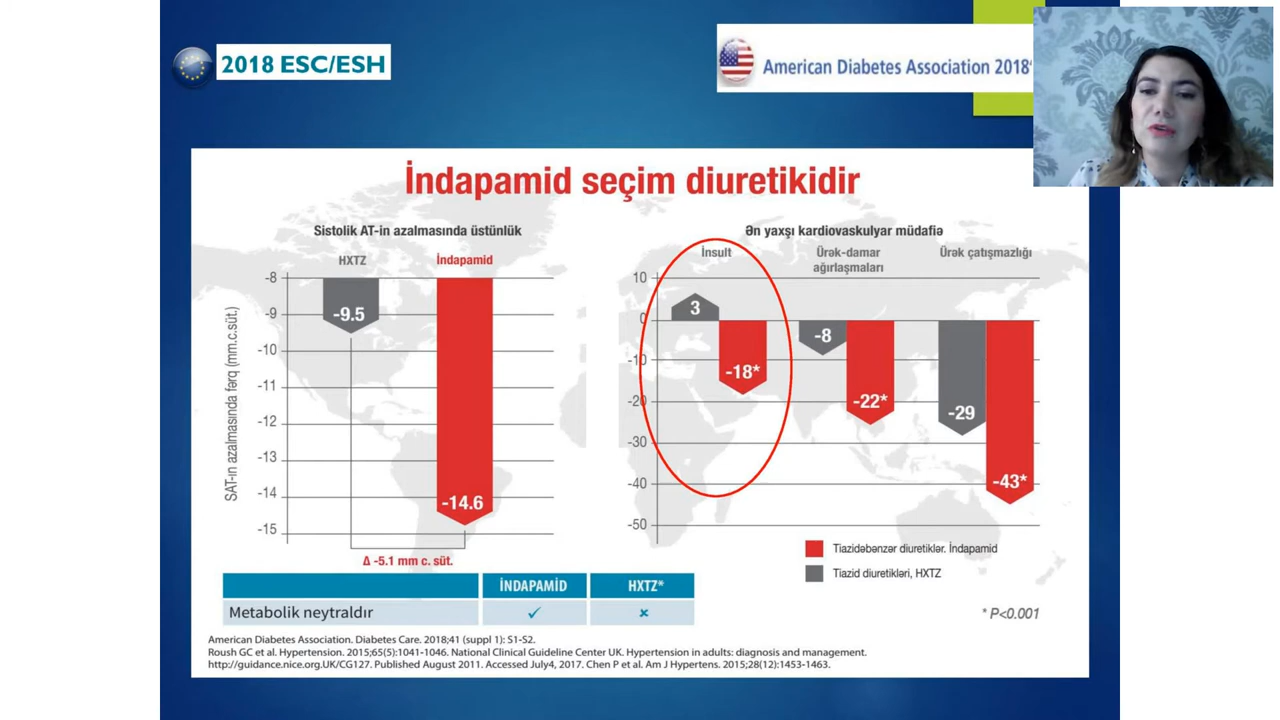 2018 ESC/ESH
American Diabetes Association 2018'
İndapamid seçim diuretikidir
Sistolik AT-in azalmasında üstünlük
HXTZ
İndapamid
SAT-ın azalmasında fərq (mm.c.süt.)
-8
-9
-10
-11
-12
-13
-14
-15
-9.5
-14.6
Δ -5.1 mm c. süt.
Ən yaxşı kardiovaskulyar müdafiə
İnsult
Ürək-damar
ağırlaşmaları
Ürək çatışmazlığı
10
0
-10
-20
-30
-40
-50
3
-18*
-8
-22*
-29
-43*
Tiazidəbənzər diuretiklər. İndapamid
Tiazid diuretikləri, HXTZ
* P<0.001
İNDAPAMİD
HXTZ*
Metabolik neytraldır
American Diabetes Association. Diabetes Care. 2018;41 (suppl 1): S1-S2.
Roush GC et al. Hypertension. 2015;65(5):1041-1046. National Clinical Guideline Center UK. Hypertension in adults: diagnosis and management.
http://guidance.nice.org.UK/CG127. Published August 2011. Accessed July4, 2017. Chen P et al. Am J Hypertens. 2015;28(12):1453-1463.